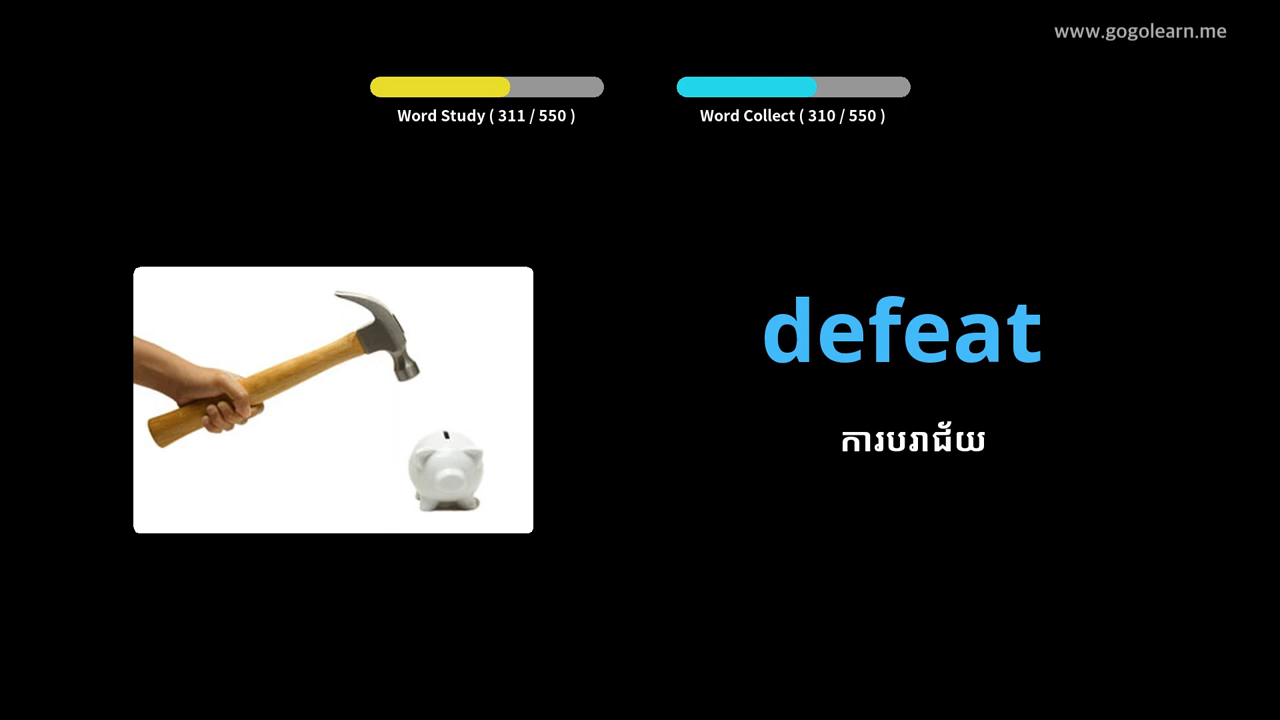 www.gogolearn.me
Word Study ( 311 / 550 )
Word Collect ( 310 / 550 )
defeat
ការបរាជ័យ